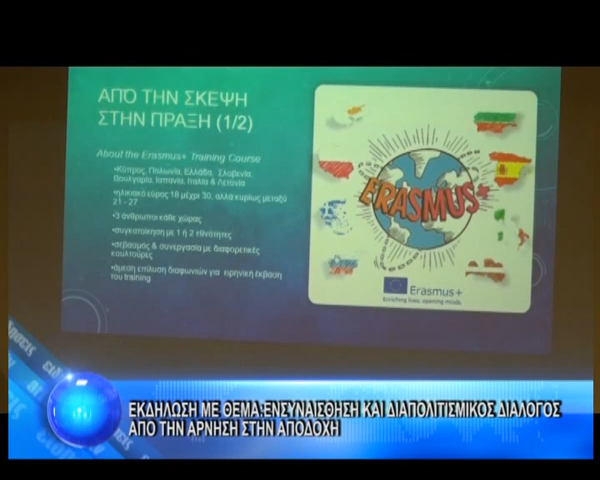 ΑΠΌ ΤΗΝ ΣΚΕΨΗ
ΣΤΗΝ ΠΡΑΞΗ (1/2)
About the Erasmus+ Training Course
•Κύπρος, Πολωνία, Ελλάδα, Σλοβενία,
Βουλγαρία, Ισπανία, Ιταλία & Λετονία
•ηλικιακό εύρος 18 μέχρι 30, αλλά κυρίως μεταξύ
21 - 27
•3 άνθρωποι κάθε χώρας
•συγκατοίκηση με 1 ή 2 εθνότητες
•σεβασμός & συνεργασία με διαφορετικές
κουλτούρες
•άμεση επίλυση διαφωνιών για ειρηνική έκβαση
του training
ERASMUS+
Erasmus+
Enriching lives, opening minds.
ΕΚΔΗΛΩΣΗ ΜΕ ΘΕΜΑ:ΕΝΣΥΝΑΙΣΘΗΣΗ ΚΑΙ ΔΙΑΠΟΛΙΤΙΣΜΙΚΟΣ ΔΙΑΛΟΓΟΣ
ΑΠΟ ΤΗΝ ΑΡΝΗΣΗ ΣΤΗΝ ΑΠΟΔΟΧΗ